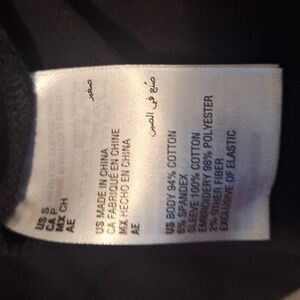 US S
CA P
MX CH
AE صغير
US MADE IN CHINA
CA FABRIQUÉ EN CHINE
MX HECHO EN CHINA
AE صُنع في الصين
US BODY 94% COTTON
6% SPANDEX
SLEEVE 100% COTTON
EMBROIDERY 98% POLYESTER
2% OTHER FIBER
EXCLUSIVE OF ELASTIC